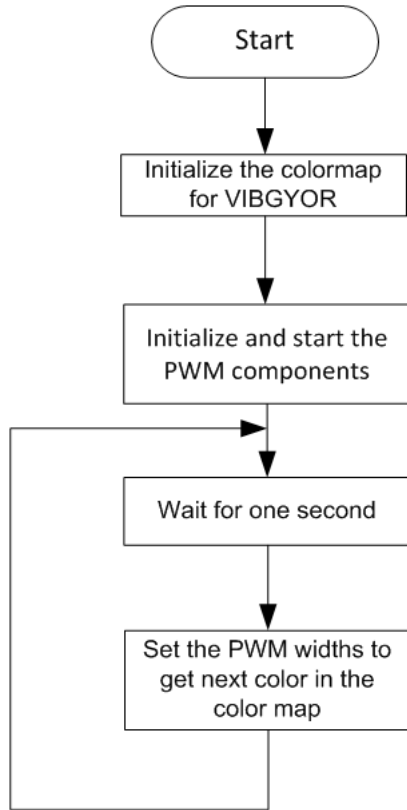 Start
Initialize the colormap
for VIBGYOR
Initialize and start the
PWM components
Wait for one second
Set the PWM widths to
get next color in the
color map